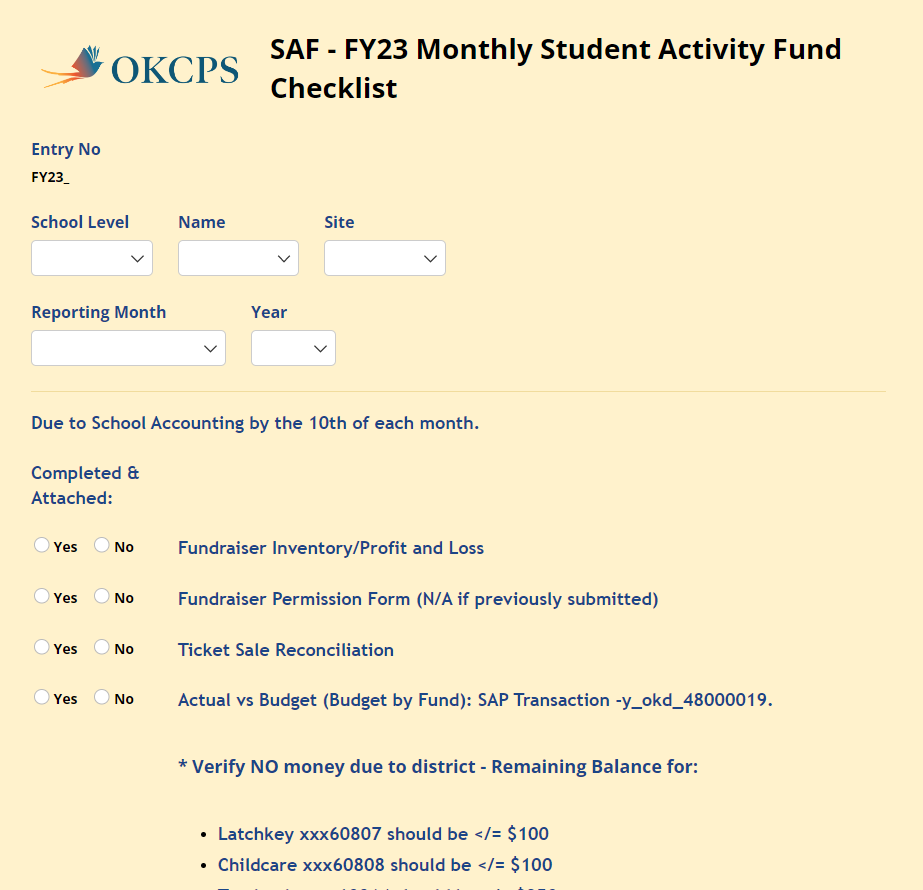 OKCPS
SAF - FY23 Monthly Student Activity Fund
Checklist
Entry No
FY23_
School Level Name Site
Reporting Month Year
Due to School Accounting by the 10th of each month.
Completed &
Attached:
Yes No Fundraiser Inventory/Profit and Loss
Yes No Fundraiser Permission Form (N/A if previously submitted)
Yes No Ticket Sale Reconciliation
Yes No Actual vs Budget (Budget by Fund): SAP Transaction -y_okd_48000019.
* Verify NO money due to district - Remaining Balance for:
• Latchkey xxx60807 should be </= $100
• Childcare xxx60808 should be </= $100